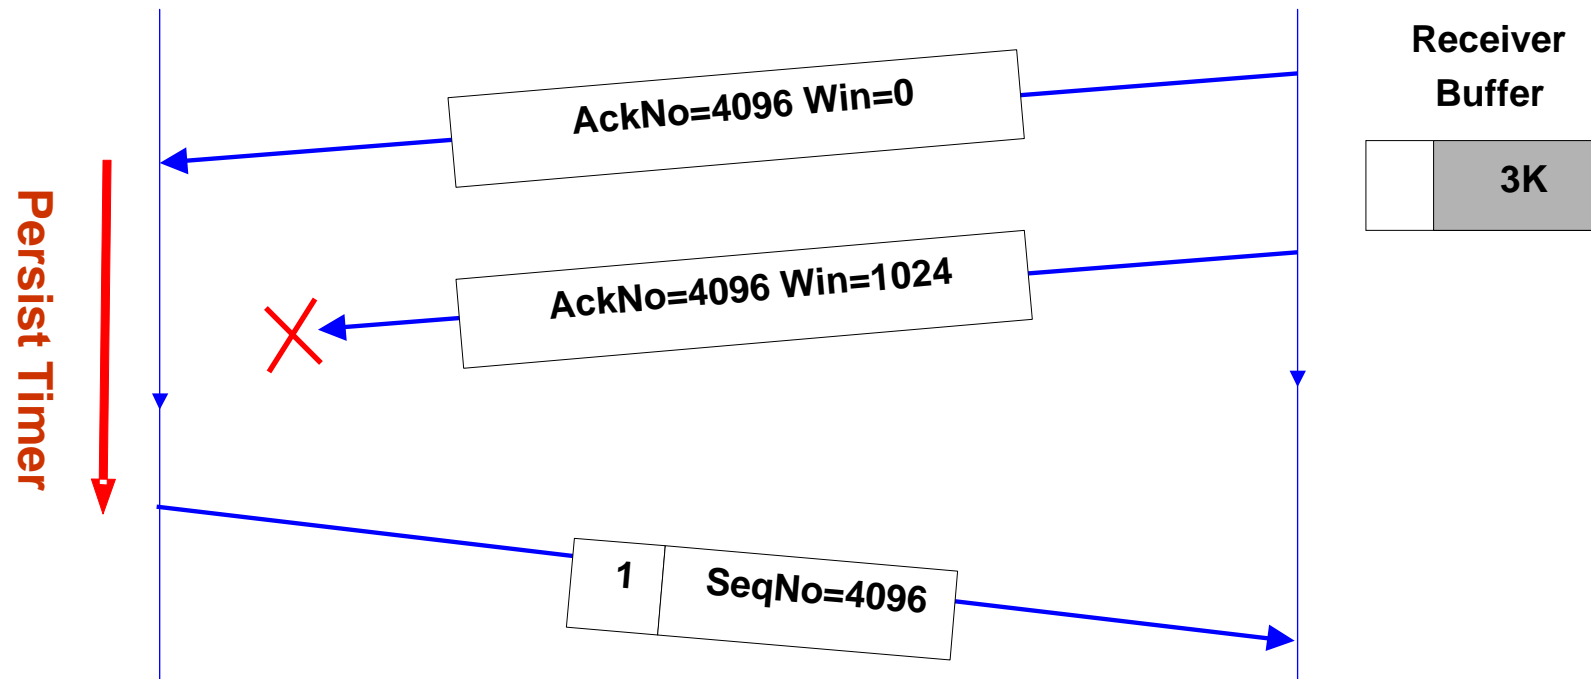 Receiver
Buffer
AckNo=4096 Win=0
3K
AckNo=4096 Win=1024
Persist Timer
1 SeqNo=4096